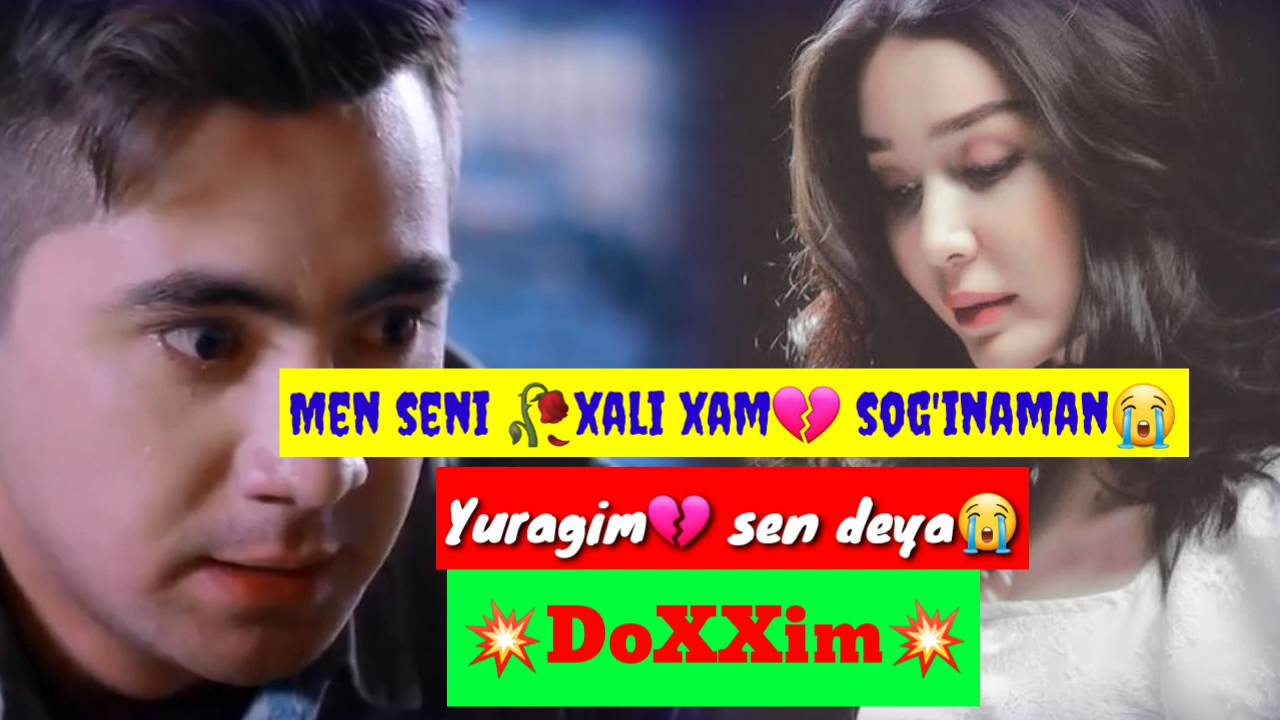 MEN SENI 🥀XALI XAM💔 SOG'INAMAN😭
Yuragim💔 sen deya😭
💥DoXXim💥